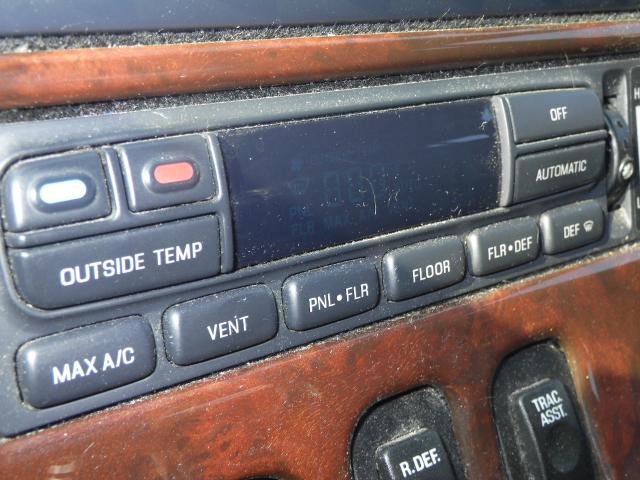 OFF
AUTOMATIC
OUTSIDE TEMP
MAX A/C
VENT
PNL•FLR
FLOOR
FLR•DEF
DEF
R.DEF.
TRAC.
ASST.